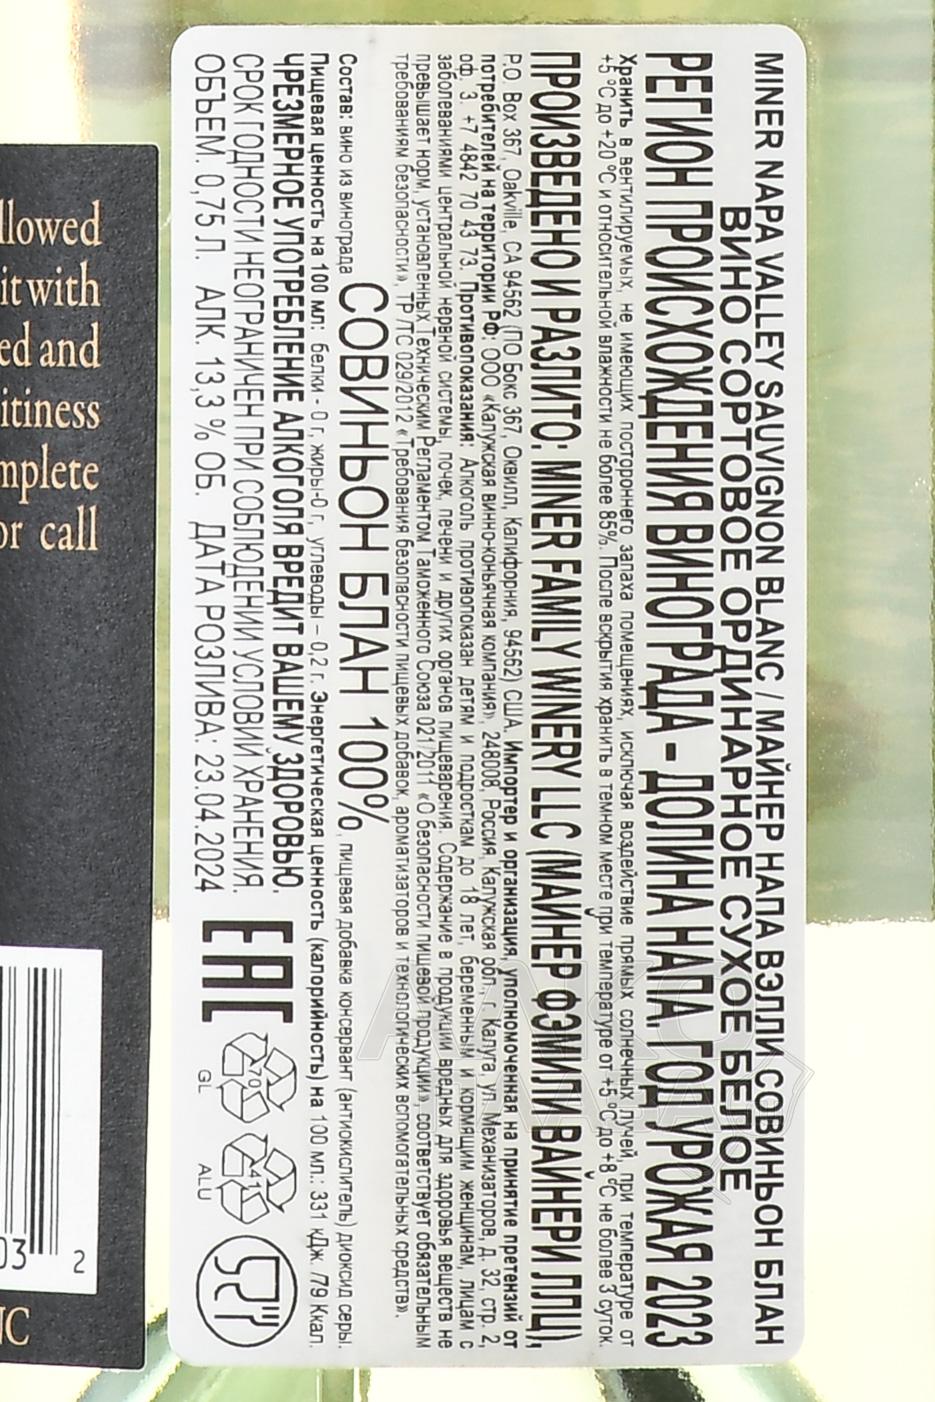 MINER NAPA VALLEY SAUVIGNON BLANC / МАЙНЕР НАПА ВЭЛЛИ СОВИНЬОН БЛАН
ВИНО СОРТОВОЕ ОРДИНАРНОЕ СУХОЕ БЕЛОЕ
РЕГИОН ПРОИСХОЖДЕНИЯ ВИНОГРАДА - ДОЛИНА НАПА. ГОД УРОЖАЯ 2023
Хранить в вентилируемых, не имеющих постороннего запаха помещениях, исключая воздействие прямых солнечных лучей, при температуре от
+5 ºС до +20 ºС и относительной влажности не более 85%. После вскрытия хранить в темном месте при температуре от +5 ºС до +8 ºС не более 3 суток.
ПРОИЗВЕДЕНО И РАЗЛИТО: MINER FAMILY WINERY LLC (МАЙНЕР ФЭМИЛИ ВАЙНЕРИ ЛЛЦ),
P.O Box 367, Oakville, CA 94562 (ПО Бокс 367, Оквилл, Калифорния, 94562) США. Импортер и организация, уполномоченная на принятие претензий от
потребителей на территории РФ: ООО «Калужская винно-коньячная компания», 248008, Россия, Калужская обл., г. Калуга, ул. Механизаторов, д. 32, стр. 2,
оф. 3. +7 4842 70 43 73. Противопоказания: Алкоголь противопоказан детям и подросткам до 18 лет, беременным и кормящим женщинам, лицам с
заболеваниями центральной нервной системы, почек, печени и других органов пищеварения. Содержание в продукции вредных для здоровья веществ не
превышает норм, установленных Техническим Регламентом Таможенного Союза 021/2011 «О безопасности пищевой продукции», соответствует обязательным
требованиям безопасности», ТР ТС 029/2012 «Требования безопасности пищевых добавок, ароматизаторов и технологических вспомогательных средств».
Состав: вино из винограда СОВИНЬОН БЛАН 100%, пищевая добавка консервант (антиокислитель) диоксид серы.
Пищевая ценность на 100 мл: белки - 0 г, жиры-0 г, углеводы – 0,2 г. Энергетическая ценность (калорийность) на 100 мл.: 331 кДж, 79 Ккал.
ЧРЕЗМЕРНОЕ УПОТРЕБЛЕНИЕ АЛКОГОЛЯ ВРЕДИТ ВАШЕМУ ЗДОРОВЬЮ.
СРОК ГОДНОСТИ НЕОГРАНИЧЕН ПРИ СОБЛЮДЕНИИ УСЛОВИЙ ХРАНЕНИЯ.
ОБЪЕМ. 0,75 Л. АЛК. 13,3 % ОБ. ДАТА РОЗЛИВА: 23.04.2024
EAC
70
GL
41
ALU
llowed
it with
ed and
itiness
mplete
or call
03 2
NC